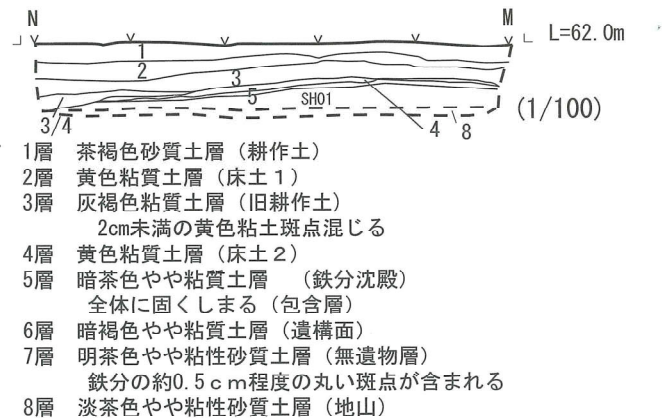 N M
L=62.0m
1
2
3
5 SH01
(1/100)
3/4 4 8
1層 茶褐色砂質土層（耕作土）
2層 黄色粘質土層（床土1）
3層 灰褐色粘質土層（旧耕作土）
2cm未満の黄色粘土斑点混じる
4層 黄色粘質土層（床土２）
5層 暗茶色やや粘質土層 （鉄分沈殿）
全体に固くしまる（包含層）
6層 暗褐色やや粘質土層（遺構面）
7層 明茶色やや粘性砂質土層（無遺物層）
鉄分の約0.5ｃｍ程度の丸い斑点が含まれる
8層 淡茶色やや粘性砂質土層（地山）